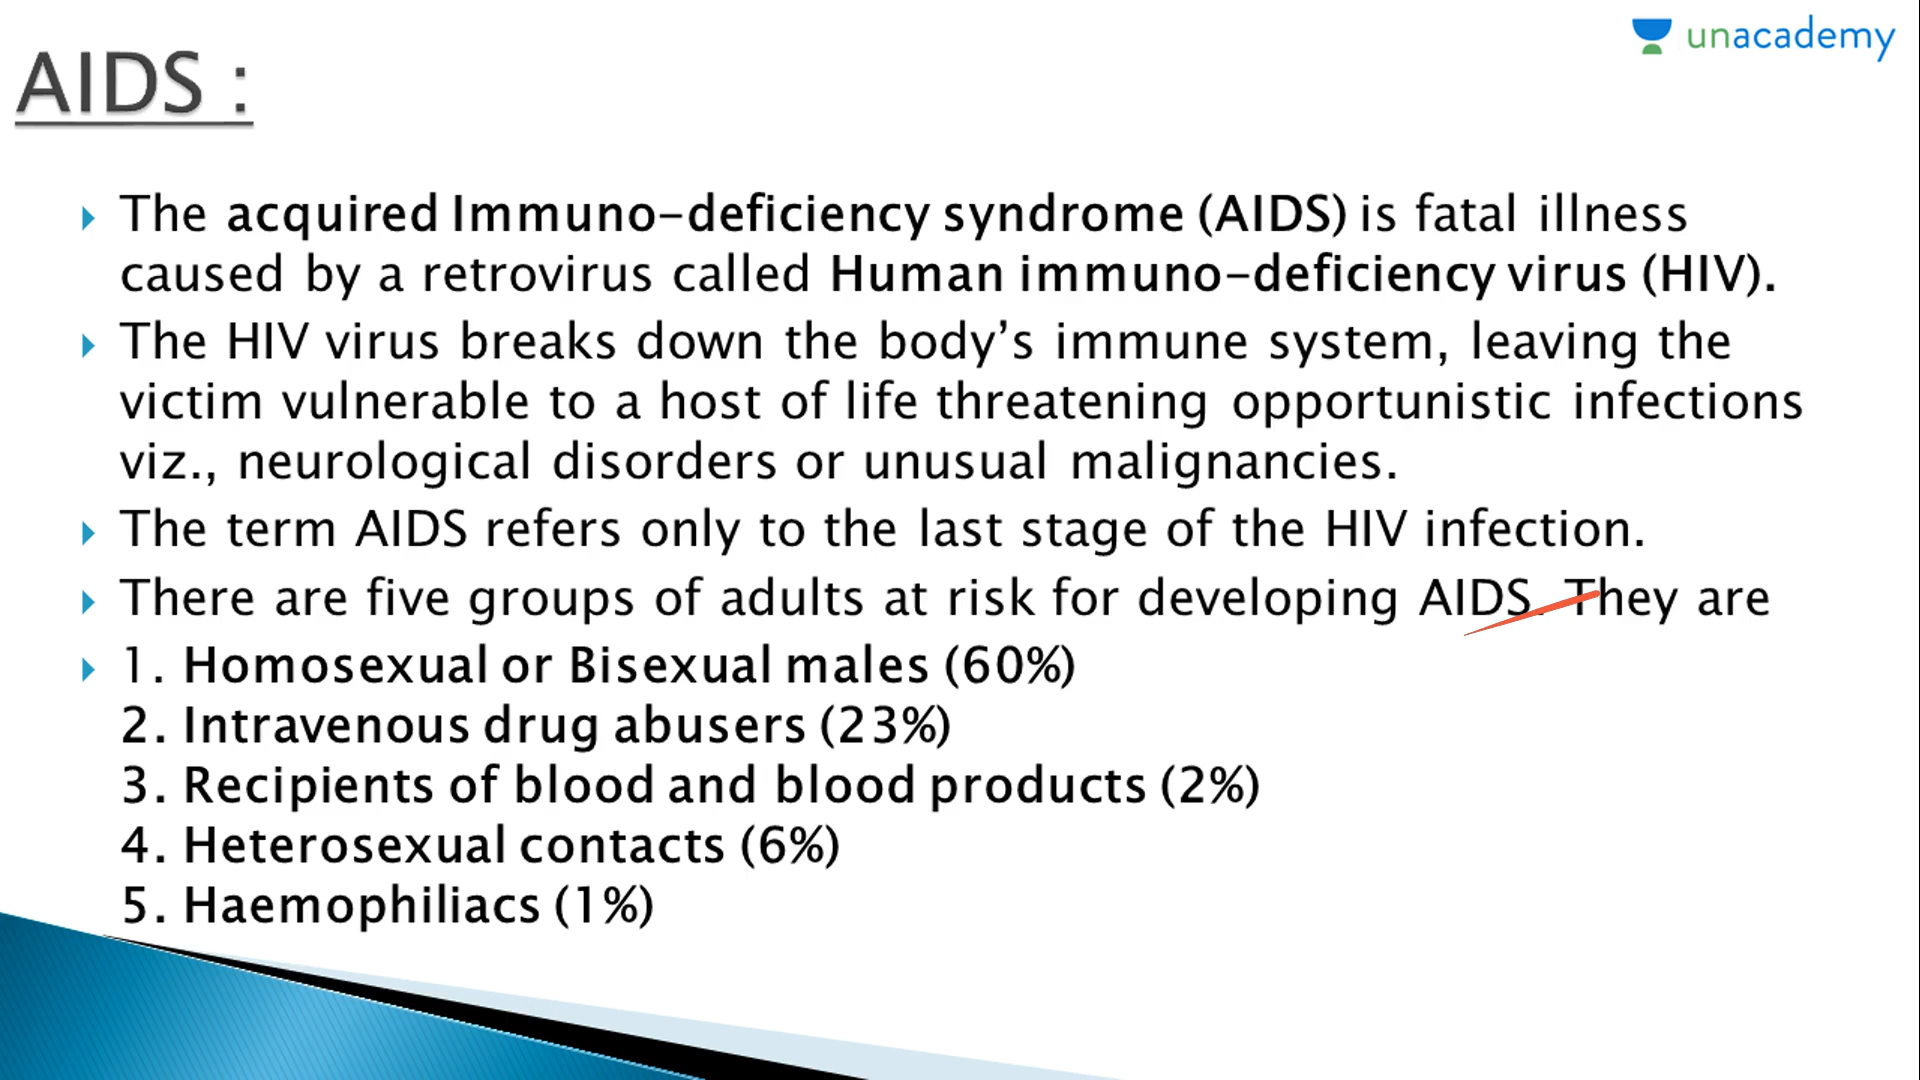 unacademy
AIDS :
The acquired Immuno-deficiency syndrome (AIDS) is fatal illness
caused by a retrovirus called Human immuno-deficiency virus (HIV).
The HIV virus breaks down the body’s immune system, leaving the
victim vulnerable to a host of life threatening opportunistic infections
viz., neurological disorders or unusual malignancies.
The term AIDS refers only to the last stage of the HIV infection.
There are five groups of adults at risk for developing AIDS. They are
1. Homosexual or Bisexual males (60%)
2. Intravenous drug abusers (23%)
3. Recipients of blood and blood products (2%)
4. Heterosexual contacts (6%)
5. Haemophiliacs (1%)